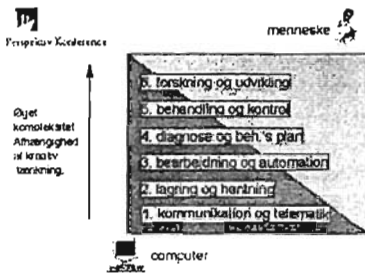 Perspektiv Konference
menneske
Øget
kompleksitet
Afhængighed
af kreativ
tænkning.
6. forskning og udvikling
5. behandling og kontrol
4. diagnose og beh.'s plan
3. bearbejdning og automation
2. lagring og hentning
1. kommunikation og telematik
computer